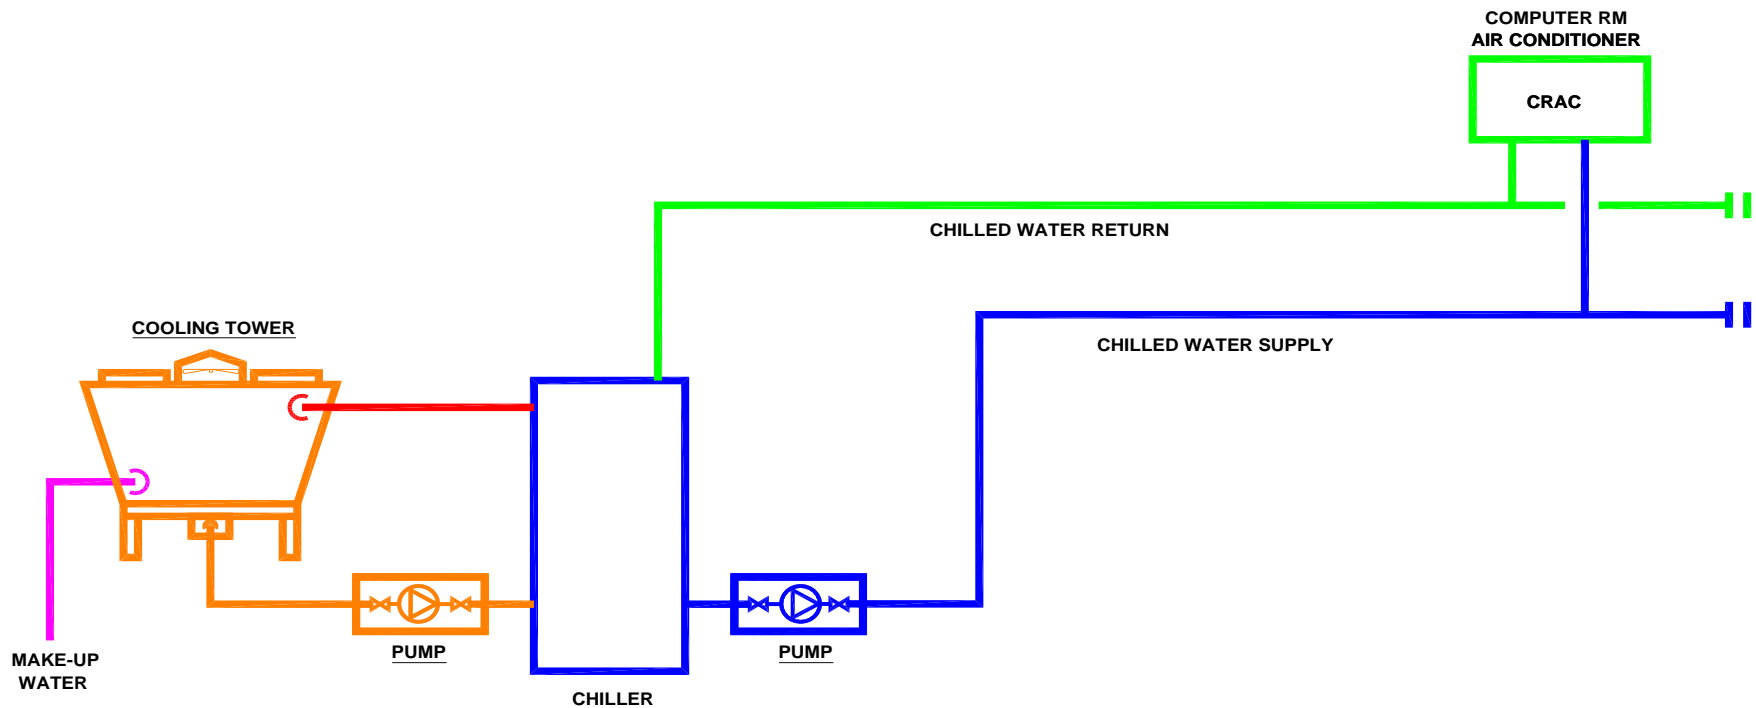 COMPUTER RM
AIR CONDITIONER
CRAC
CHILLED WATER RETURN
COOLING TOWER
CHILLED WATER SUPPLY
PUMP
PUMP
MAKE-UP
WATER
CHILLER